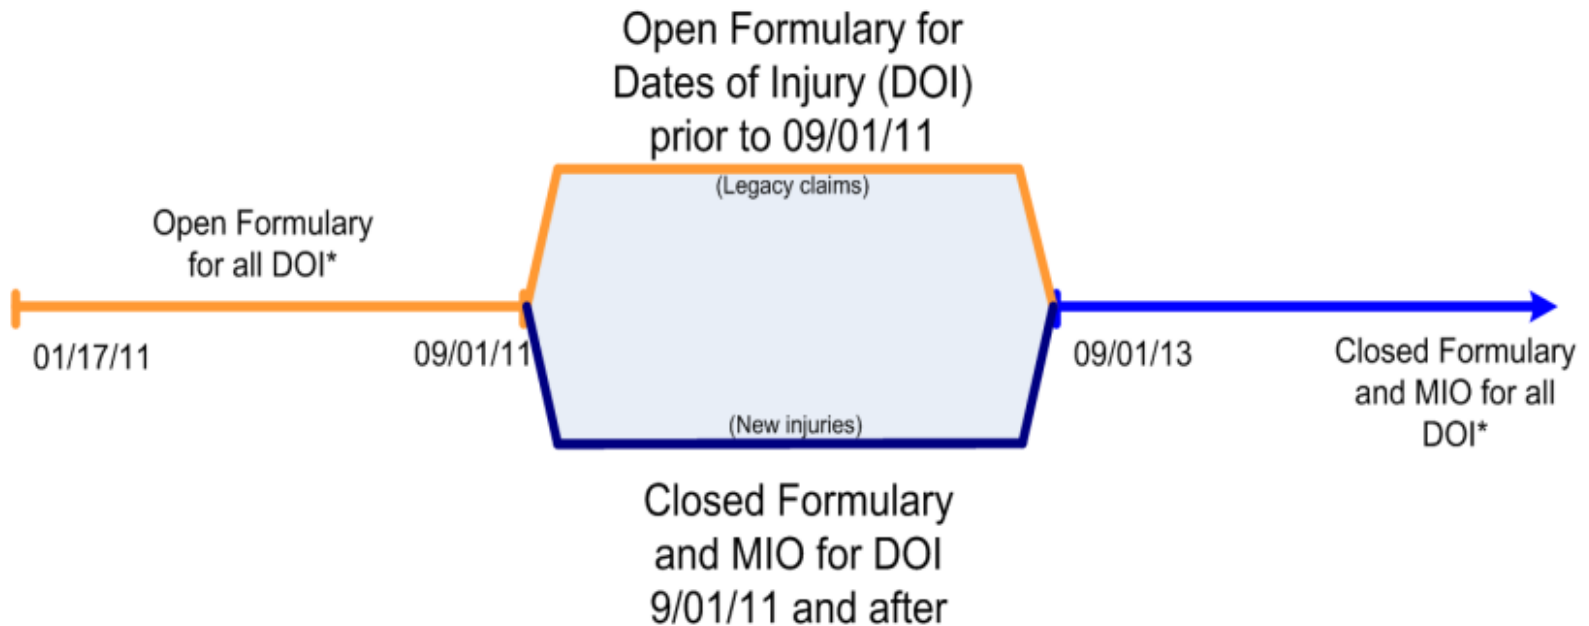 Open Formulary for
Dates of Injury (DOI)
prior to 09/01/11
(Legacy claims)
Open Formulary
for all DOI*
01/17/11
09/01/11
09/01/13
Closed Formulary
and MIO for all
DOI*
(New injuries)
Closed Formulary
and MIO for DOI
9/01/11 and after